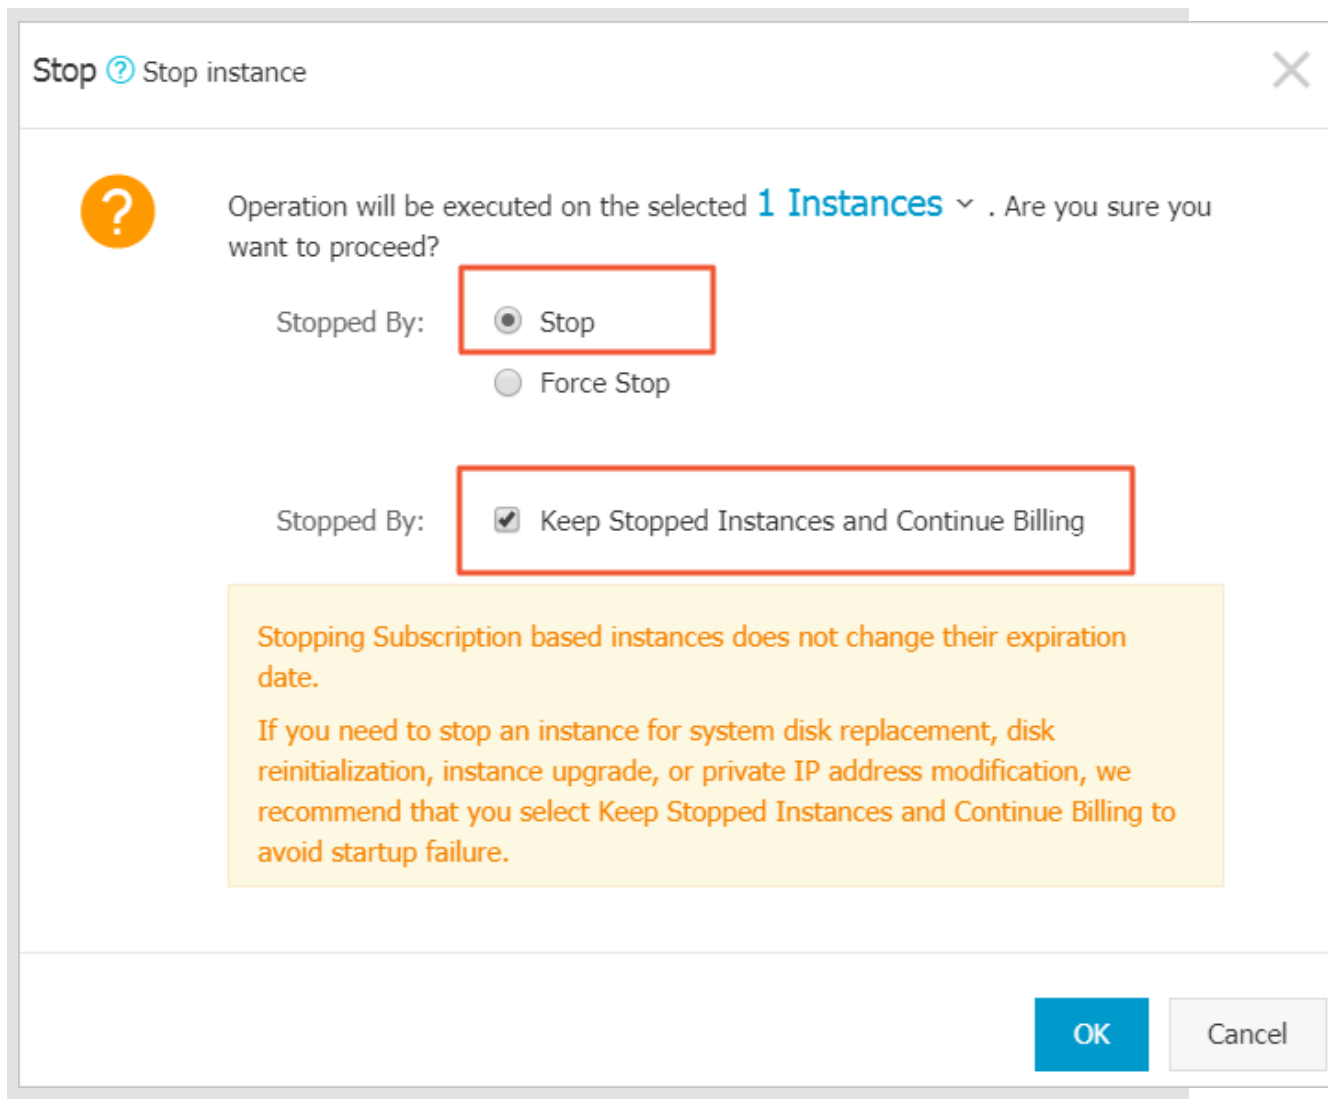 Stop ? Stop instance
?
Operation will be executed on the selected 1 Instances . Are you sure you
want to proceed?
Stopped By: Stop
Force Stop
Stopped By: Keep Stopped Instances and Continue Billing
Stopping Subscription based instances does not change their expiration
date.
If you need to stop an instance for system disk replacement, disk
reinitialization, instance upgrade, or private IP address modification, we
recommend that you select Keep Stopped Instances and Continue Billing to
avoid startup failure.
OK Cancel